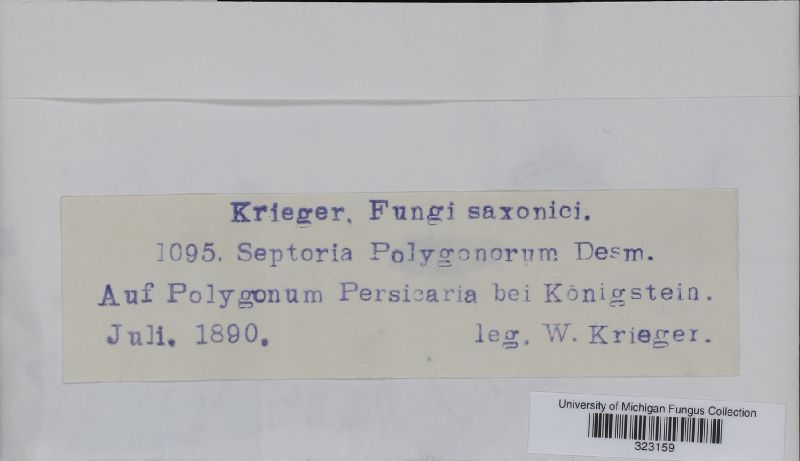 Krieger, Fungi saxonici.
1095. Septoria Polygonorum Desm.
Auf Polygonum Persicaria bei Königstein.
Juli. 1890.	leg. W. Krieger.
University of Michigan Fungus Collection
323159